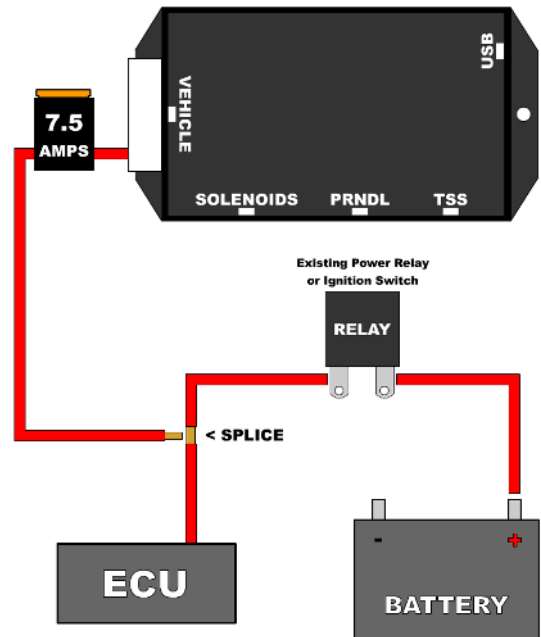 USB
VEHICLE
7.5
AMPS
SOLENOIDS
PRNDL
TSS
Existing Power Relay
or Ignition Switch
RELAY
< SPLICE
- +
ECU
BATTERY